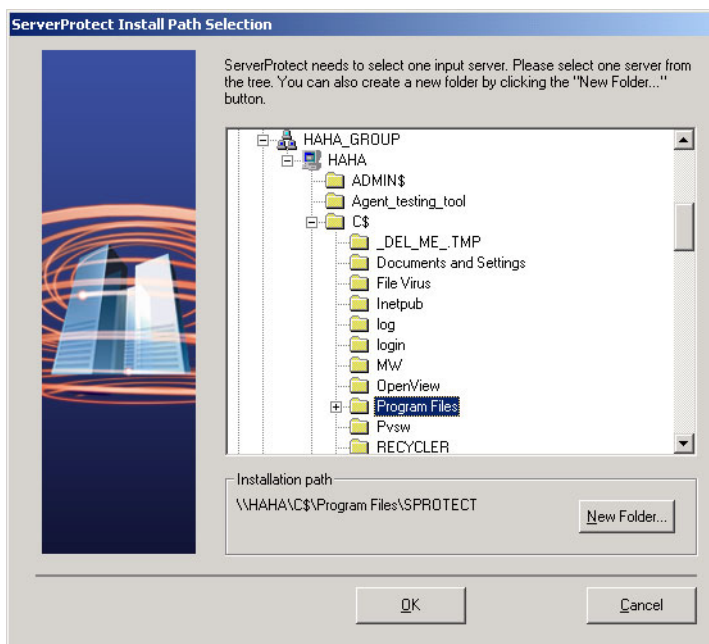 ServerProtect Install Path Selection
ServerProtect needs to select one input server. Please select one server from
the tree. You can also create a new folder by clicking the "New Folder..."
button.
HAHA_GROUP
HAHA
ADMIN$
Agent_testing_tool
C$
_DEL_ME_.TMP
Documents and Settings
File Virus
Inetpub
log
login
MW
OpenView
Program Files
Pvsw
RECYCLER
Installation path
\\HAHA\C$\Program Files\SPROTECT
New Folder...
OK
Cancel